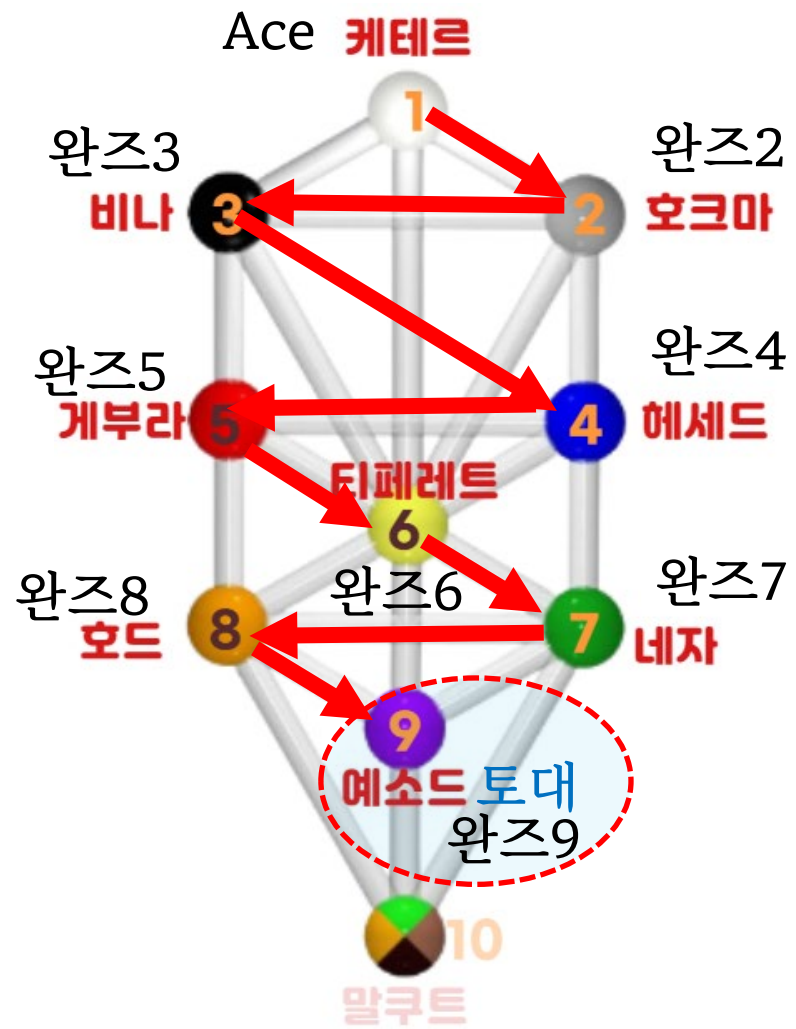 Ace 케테르
1
완즈3
완즈2
비나
3
2
호크마
완즈5
완즈4
게부라
5
4
헤세드
티페레트
6
완즈8
완즈6
완즈7
호드
8
7
네자
9
예소드 토대
완즈9
10
말쿠트